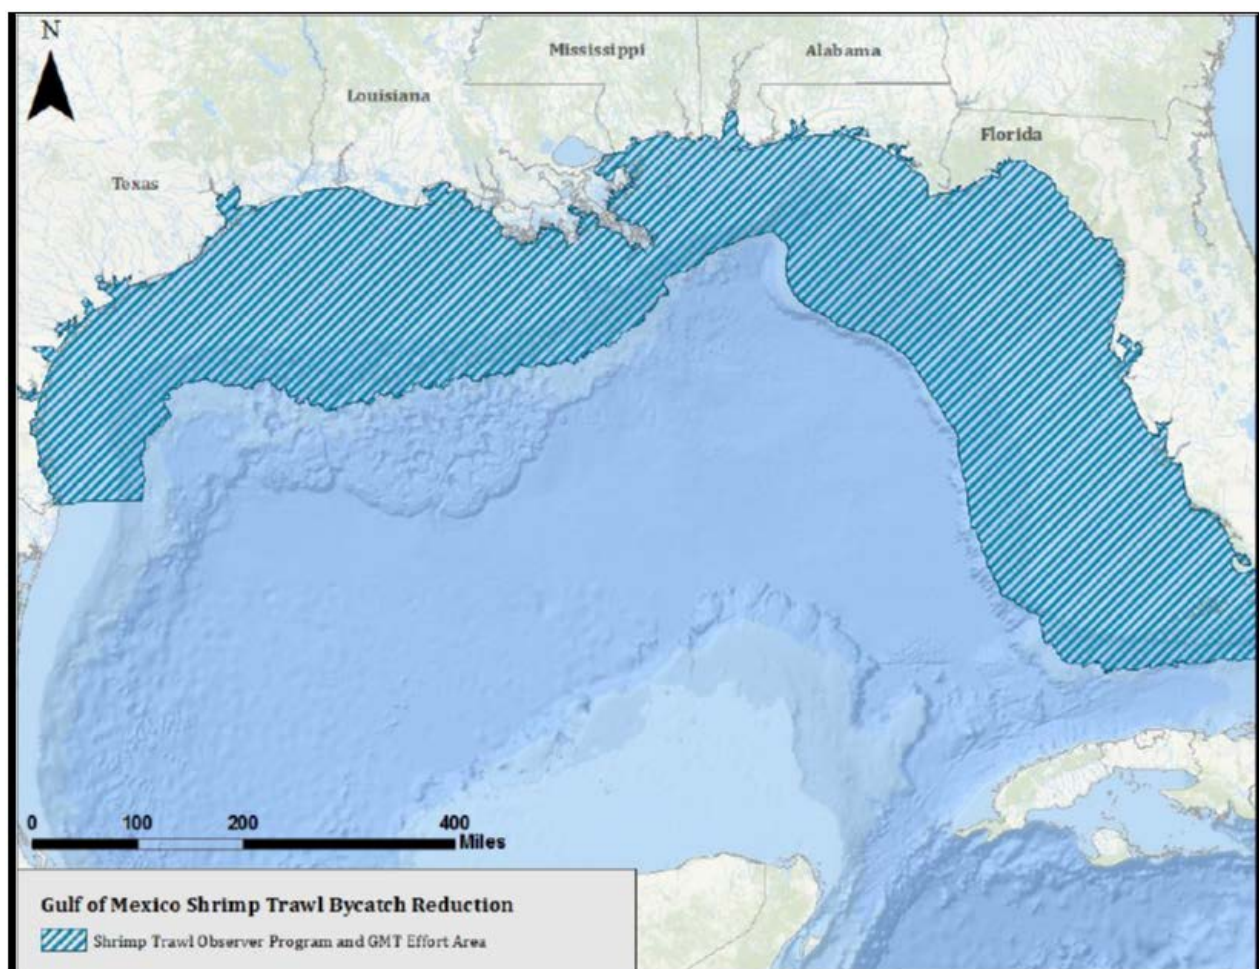 N
Mississippi
Alabama
Louisiana
Florida
Texas
0 100 200 400
Miles
Gulf of Mexico Shrimp Trawl Bycatch Reduction
Shrimp Trawl Observer Program and GMT Effort Area